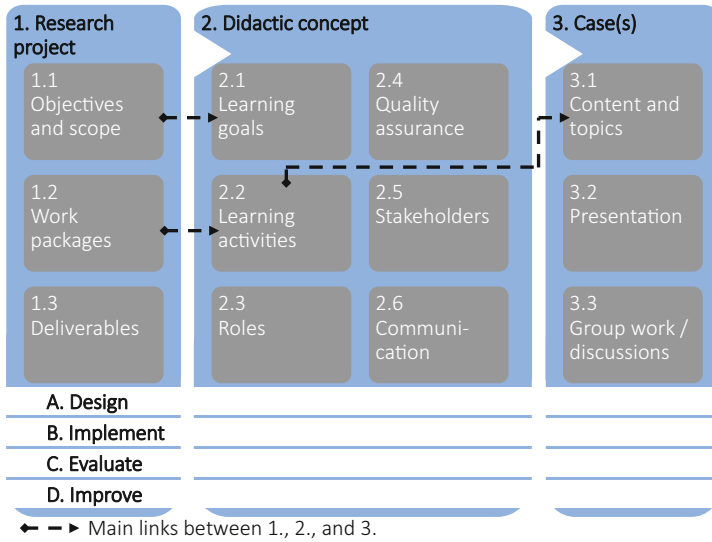 1. Research
project
1.1
Objectives
and scope
1.2
Work
packages
1.3
Deliverables
2. Didactic concept
2.1
Learning
goals
2.2
Learning
activities
2.3
Roles
2.4
Quality
assurance
2.5
Stakeholders
2.6
Communi-
cation
3. Case(s)
3.1
Content and
topics
3.2
Presentation
3.3
Group work /
discussions
A. Design
B. Implement
C. Evaluate
D. Improve
Main links between 1., 2., and 3.